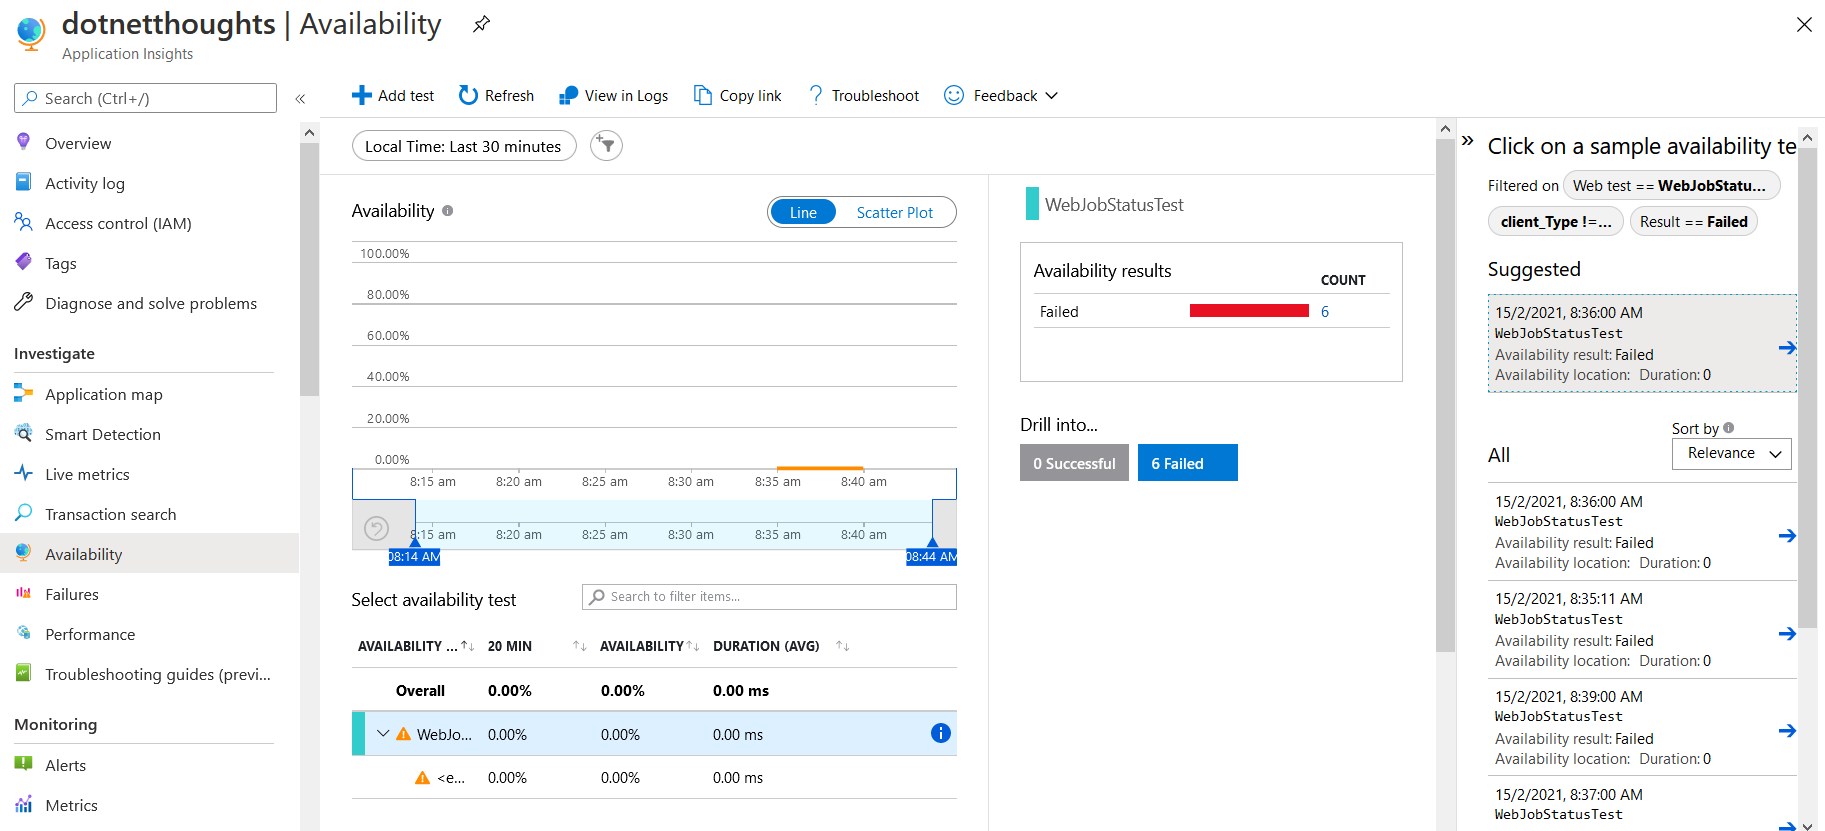 dotnetthoughts | Availability
Application Insights
Search (Ctrl+/)
«
Overview
Activity log
Access control (IAM)
Tags
Diagnose and solve problems
Investigate
Application map
Smart Detection
Live metrics
Transaction search
Availability
Failures
Performance
Troubleshooting guides (previ...
Monitoring
Alerts
Metrics
Add test
Refresh
View in Logs
Copy link
Troubleshoot
Feedback
Local Time: Last 30 minutes
Availability
Line
Scatter Plot
100.00%
80.00%
60.00%
40.00%
20.00%
0.00%
8:15 am 8:20 am 8:25 am 8:30 am 8:35 am 8:40 am
8:15 am 8:20 am 8:25 am 8:30 am 8:35 am 8:40 am
08:14 AM 08:44 AM
Select availability test
Search to filter items...
AVAILABILITY ... 20 MIN AVAILABILITY DURATION (AVG)
Overall 0.00% 0.00% 0.00 ms
WebJo... 0.00% 0.00% 0.00 ms
<e... 0.00% 0.00% 0.00 ms
WebJobStatusTest
Availability results COUNT
Failed 6
Drill into...
0 Successful 6 Failed
»
Click on a sample availability te
Filtered on Web test == WebJobStatu...
client_Type !=... Result == Failed
Suggested
15/2/2021, 8:36:00 AM
WebJobStatusTest
Availability result: Failed
Availability location: Duration: 0
Sort by
All
Relevance
15/2/2021, 8:36:00 AM
WebJobStatusTest
Availability result: Failed
Availability location: Duration: 0
15/2/2021, 8:35:11 AM
WebJobStatusTest
Availability result: Failed
Availability location: Duration: 0
15/2/2021, 8:39:00 AM
WebJobStatusTest
Availability result: Failed
Availability location: Duration: 0
15/2/2021, 8:37:00 AM
WebJobStatusTest